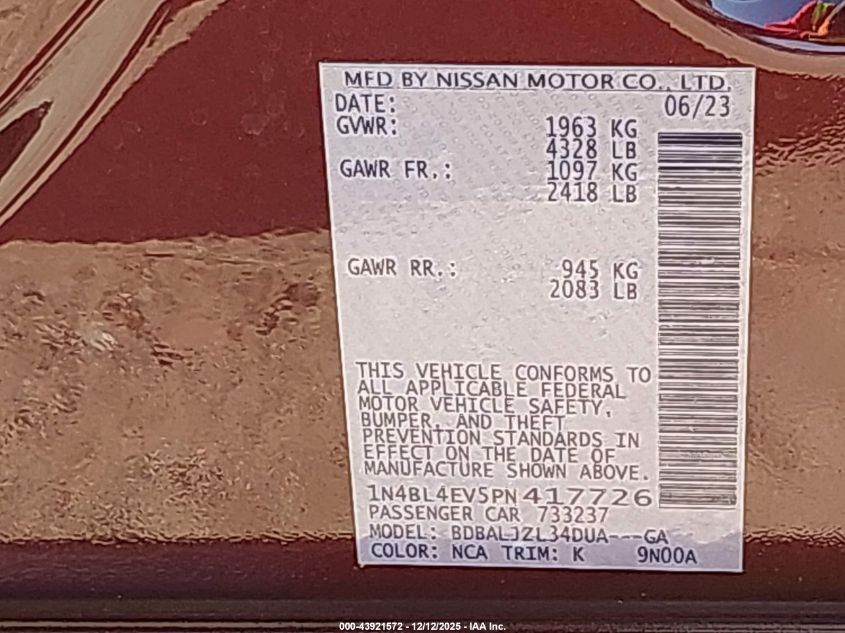 MFD BY NISSAN MOTOR CO., LTD.
DATE: 06/23
GVWR: 1963 KG
4328 LB
GAWR FR.: 1097 KG
2418 LB
GAWR RR.: 945 KG
2083 LB
THIS VEHICLE CONFORMS TO
ALL APPLICABLE FEDERAL
MOTOR VEHICLE SAFETY,
BUMPER, AND THEFT
PREVENTION STANDARDS IN
EFFECT ON THE DATE OF
MANUFACTURE SHOWN ABOVE.
1N4BL4EV5PN417726
PASSENGER CAR 733237
MODEL: BDBALJZL34DUA---GA
COLOR: NCA TRIM: K 9N00A
000-43921572 - 12/12/2025 - IAA Inc.